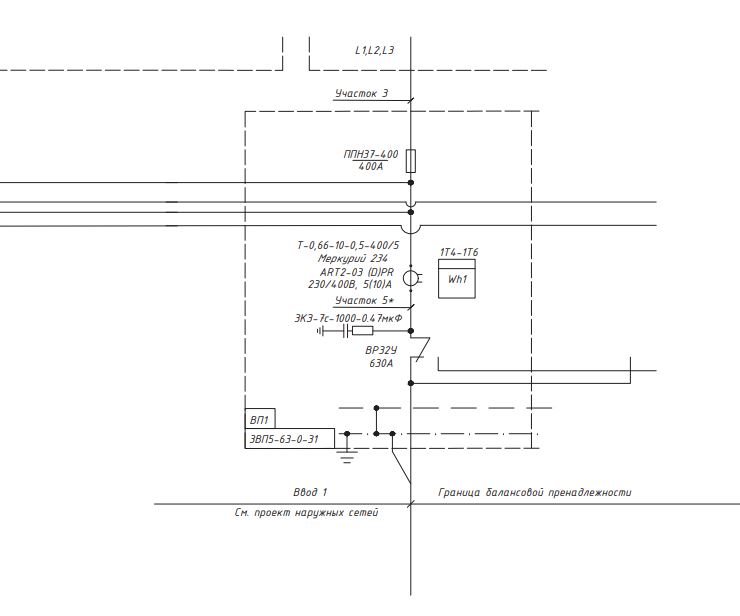 L1,L2,L3
Участок 3
ППН37-400
400А
Т-0,66-10-0,5-400/5
Меркурий 234
ART2-03 (D)PR
230/400В, 5(10)А
1Т4-1Т6
Wh1
Участок 5*
ЗКЗ-7с-1000-0.47мкФ
ВР32У
630А
ВП1
3ВП5-63-0-31
Ввод 1
Граница балансовой пренадлежности
См. проект наружных сетей